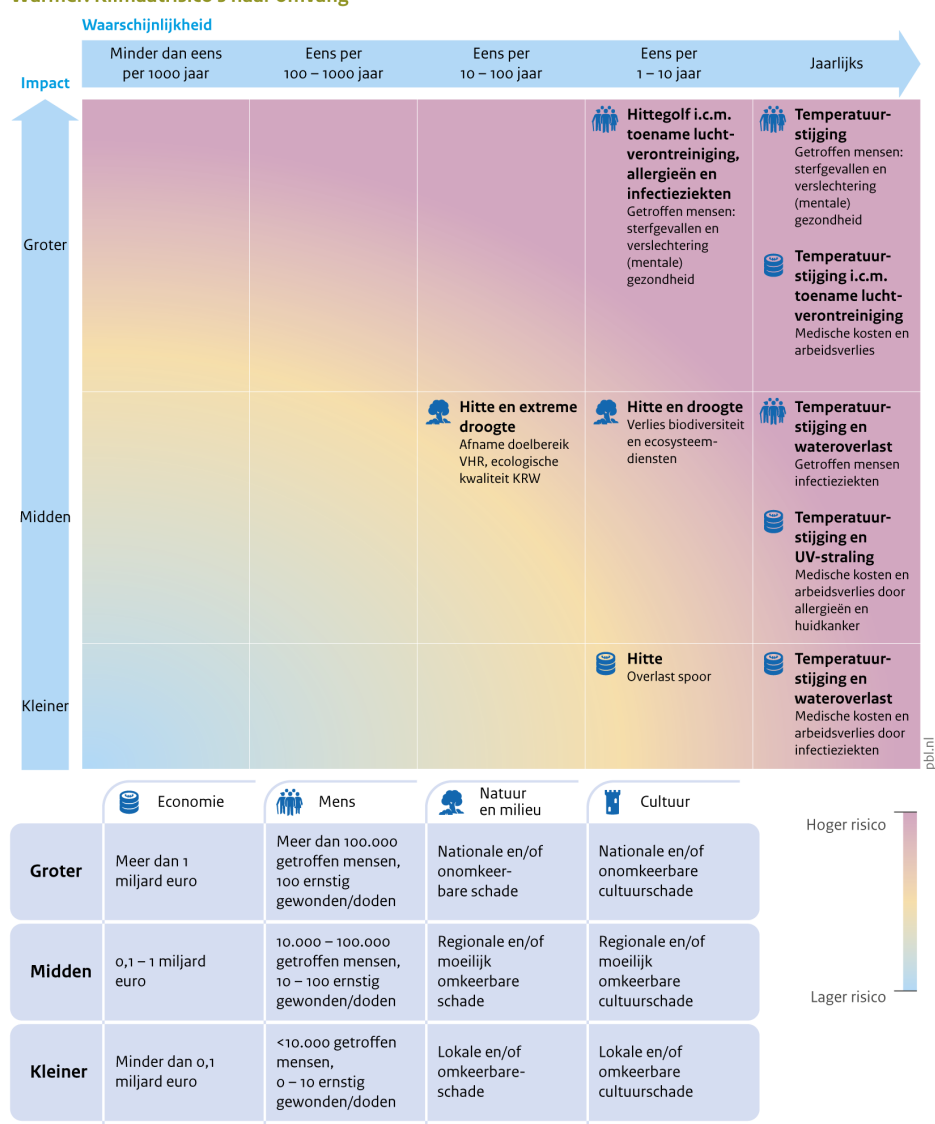 Warmer: Klimaatrisico's naar omvang
Waarschijnlijkheid
Minder dan eens
per 1000 jaar
Eens per
100 – 1000 jaar
Eens per
10 – 100 jaar
Eens per
1 – 10 jaar
Jaarlijks
Impact
Groter
Hittegolf i.c.m.
toename lucht-
verontreiniging,
allergieën en
infectieziekten
Getroffen mensen:
sterfgevallen en
verslechtering
(mentale)
gezondheid
Temperatuur-
stijging
Getroffen mensen:
sterfgevallen en
verslechtering
(mentale)
gezondheid
Temperatuur-
stijging i.c.m.
toename lucht-
verontreiniging
Medische kosten en
arbeidsverlies
Midden
Hitte en extreme
droogte
Afname doelbereik
VHR, ecologische
kwaliteit KRW
Hitte en droogte
Verlies biodiversiteit
en ecosysteem-
diensten
Temperatuur-
stijging en
wateroverlast
Getroffen mensen
infectieziekten
Temperatuur-
stijging en
UV-straling
Medische kosten en
arbeidsverlies door
allergieën en
huidkanker
Kleiner
Hitte
Overlast spoor
Temperatuur-
stijging en
wateroverlast
Medische kosten en
arbeidsverlies door
infectieziekten
pbl.nl
Economie
Mens
Natuur
en milieu
Cultuur
Groter
Meer dan 1
miljard euro
Meer dan 100.000
getroffen mensen,
100 ernstig
gewonden/doden
Nationale en/of
onomkeer-
bare schade
Nationale en/of
onomkeerbare
cultuurschade
Midden
0,1 – 1 miljard
euro
10.000 – 100.000
getroffen mensen,
10 – 100 ernstig
gewonden/doden
Regionale en/of
moeilijk
omkeerbare
schade
Regionale en/of
moeilijk
omkeerbare
cultuurschade
Kleiner
Minder dan 0,1
miljard euro
<10.000 getroffen
mensen,
0 – 10 ernstig
gewonden/doden
Lokale en/of
omkeerbare-
schade
Lokale en/of
omkeerbare
cultuurschade
Hoger risico
Lager risico